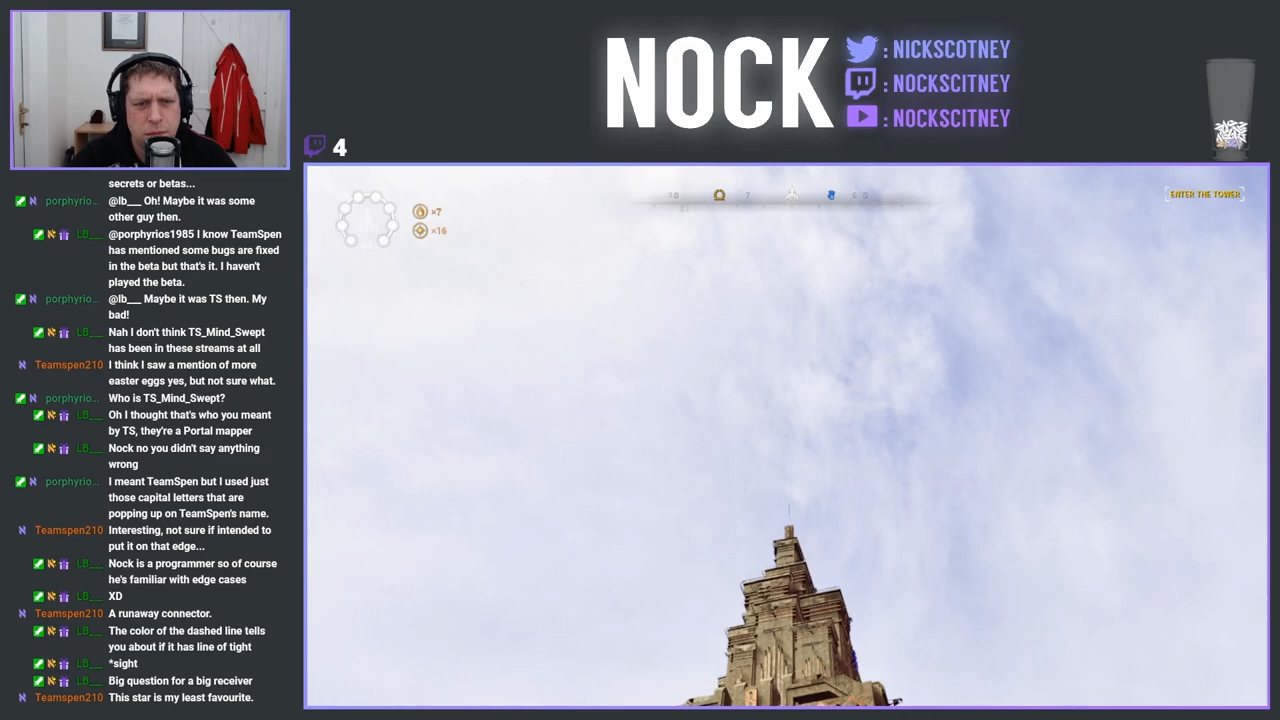 NOCK
: NICKSCOTNEY
: NOCKSCITNEY
: NOCKSCITNEY
4
secrets or betas...
porphyrio... @lb___ Oh! Maybe it was some
other guy then.
LB___ @porphyrios1985 I know TeamSpen
has mentioned some bugs are fixed
in the beta but that's it. I haven't
played the beta.
porphyrio... @lb___ Maybe it was TS then. My
bad!
LB___ Nah I don't think TS_Mind_Swept
has been in these streams at all
Teamspen210 I think I saw a mention of more
easter eggs yes, but not sure what.
porphyrio... Who is TS_Mind_Swept?
LB___ Oh I thought that's who you meant
by TS, they're a Portal mapper
LB___ Nock no you didn't say anything
wrong
porphyrio... I meant TeamSpen but I used just
those capital letters that are
popping up on TeamSpen's name.
Teamspen210 Interesting, not sure if intended to
put it on that edge...
LB___ Nock is a programmer so of course
he's familiar with edge cases
LB___ XD
Teamspen210 A runaway connector.
LB___ The color of the dashed line tells
you about if it has line of tight
LB___ *sight
LB___ Big question for a big receiver
Teamspen210 This star is my least favourite.
×7
×16
7
ENTER THE TOWER